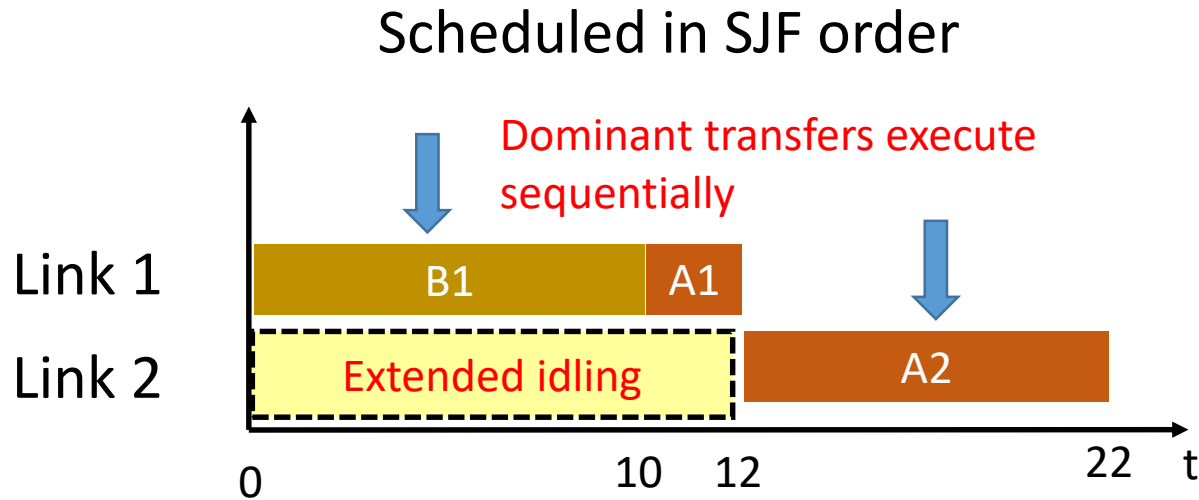 Scheduled in SJF order
Dominant transfers execute
sequentially
Link 1
B1
A1
Link 2
Extended idling
A2
0
10
12
22
t